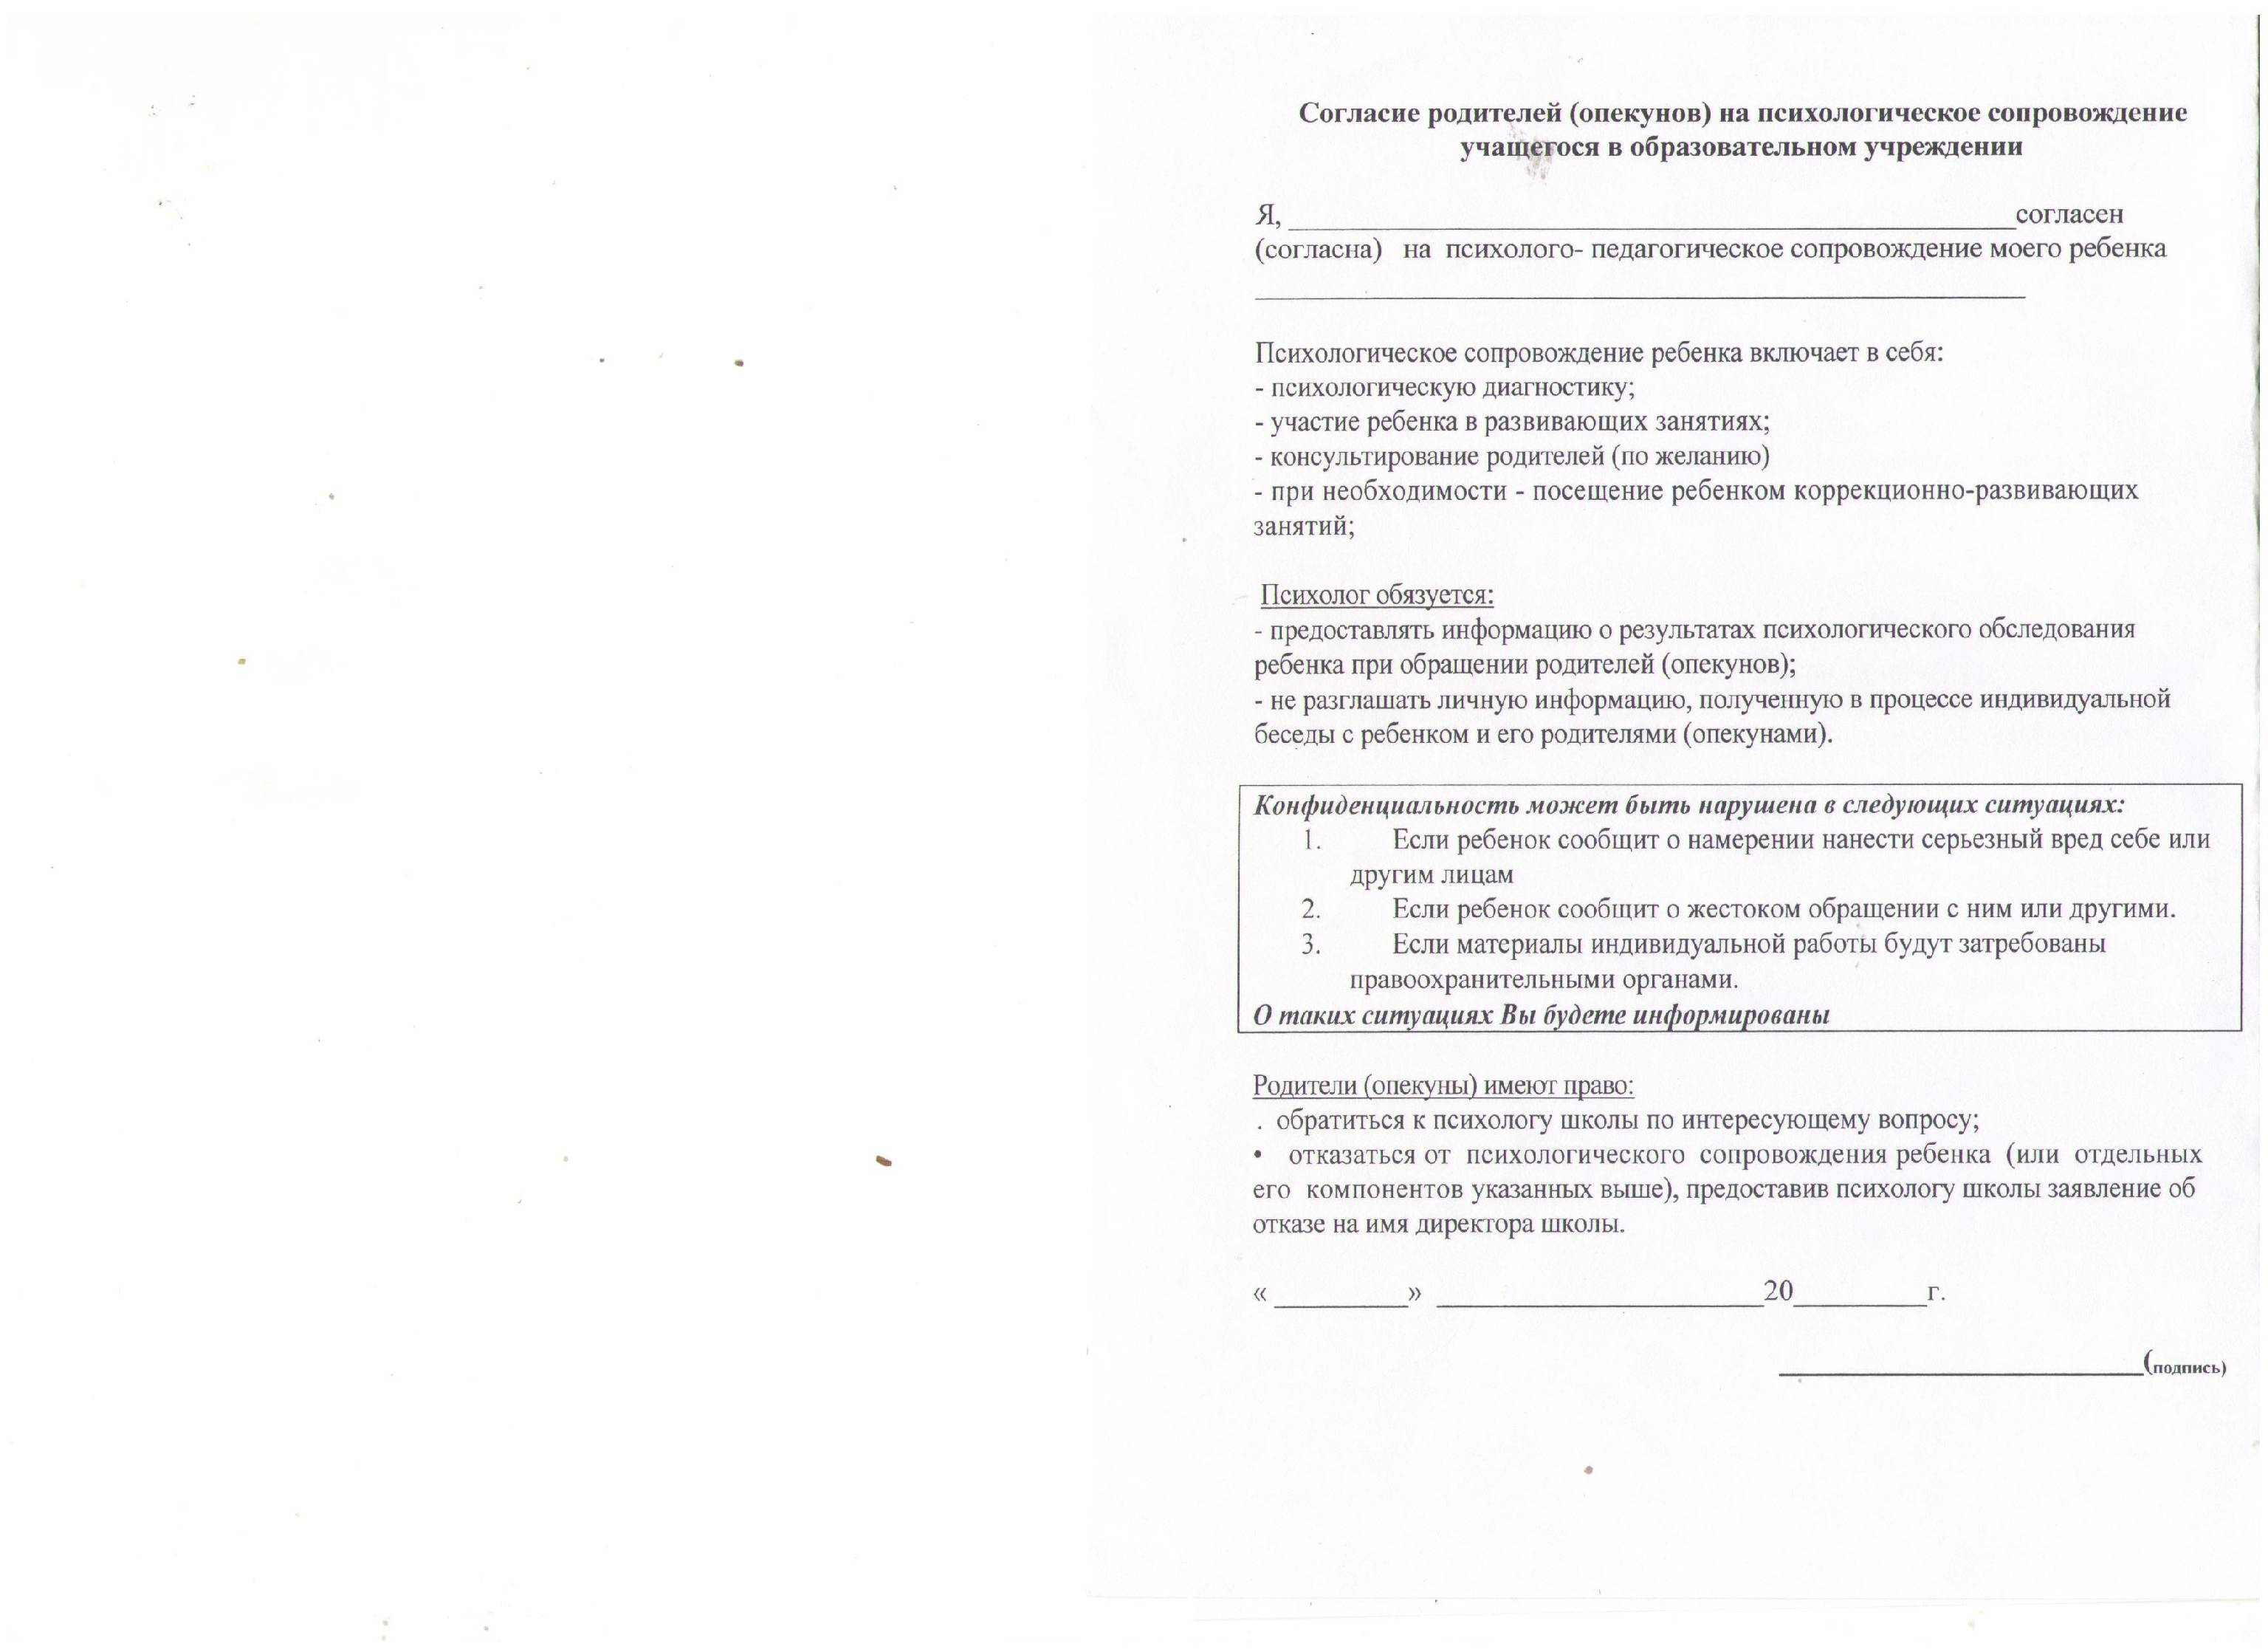 Согласие родителей (опекунов) на психологическое сопровождение
учащегося в образовательном учреждении
Я, ______________________________________________________согласен
(согласна) на психолого- педагогическое сопровождение моего ребенка
_________________________________________________________
Психологическое сопровождение ребенка включает в себя:
- психологическую диагностику;
- участие ребенка в развивающих занятиях;
- консультирование родителей (по желанию)
- при необходимости - посещение ребенком коррекционно-развивающих
занятий;
Психолог обязуется:
- предоставлять информацию о результатах психологического обследования
ребенка при обращении родителей (опекунов);
- не разглашать личную информацию, полученную в процессе индивидуальной
беседы с ребенком и его родителями (опекунами).
Конфиденциальность может быть нарушена в следующих ситуациях:
1. Если ребенок сообщит о намерении нанести серьезный вред себе или
другим лицам
2. Если ребенок сообщит о жестоком обращении с ним или другими.
3. Если материалы индивидуальной работы будут затребованы
правоохранительными органами.
О таких ситуациях Вы будете информированы
Родители (опекуны) имеют право:
. обратиться к психологу школы по интересующему вопросу;
• отказаться от психологического сопровождения ребенка (или отдельных
его компонентов указанных выше), предоставив психологу школы заявление об
отказе на имя директора школы.
« __________» ________________________20__________г.
___________________________(подпись)